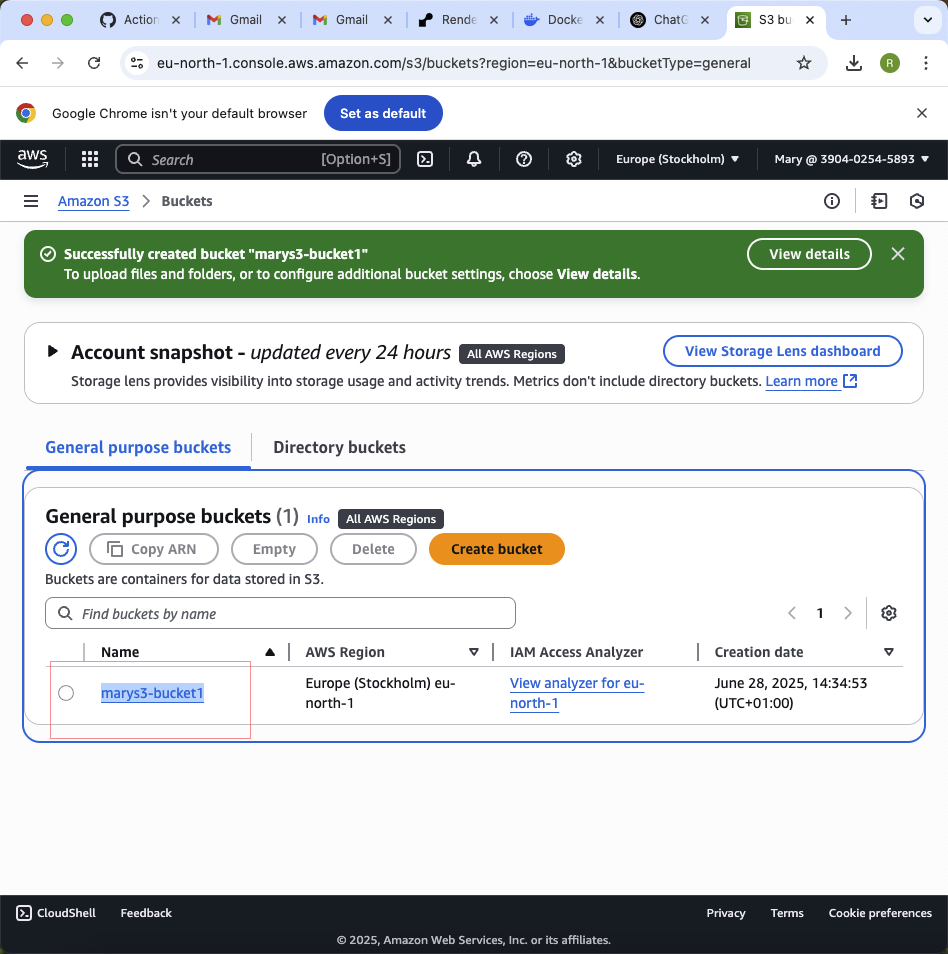 Action
Gmail
Gmail
Rende
Docke
ChatG
S3 bu
eu-north-1.console.aws.amazon.com/s3/buckets?region=eu-north-1&bucketType=general
R
Google Chrome isn't your default browser
Set as default
aws
Search
[Option+S]
Europe (Stockholm)
Mary @ 3904-0254-5893
Amazon S3
Buckets
Successfully created bucket "marys3-bucket1"
To upload files and folders, or to configure additional bucket settings, choose View details.
View details
Account snapshot - updated every 24 hours
All AWS Regions
View Storage Lens dashboard
Storage lens provides visibility into storage usage and activity trends. Metrics don't include directory buckets. Learn more
General purpose buckets
Directory buckets
General purpose buckets (1)
Info
All AWS Regions
Copy ARN
Empty
Delete
Create bucket
Buckets are containers for data stored in S3.
Find buckets by name
1
Name
AWS Region
IAM Access Analyzer
Creation date
marys3-bucket1
Europe (Stockholm) eu-
north-1
View analyzer for eu-
north-1
June 28, 2025, 14:34:53
(UTC+01:00)
CloudShell
Feedback
Privacy
Terms
Cookie preferences
© 2025, Amazon Web Services, Inc. or its affiliates.